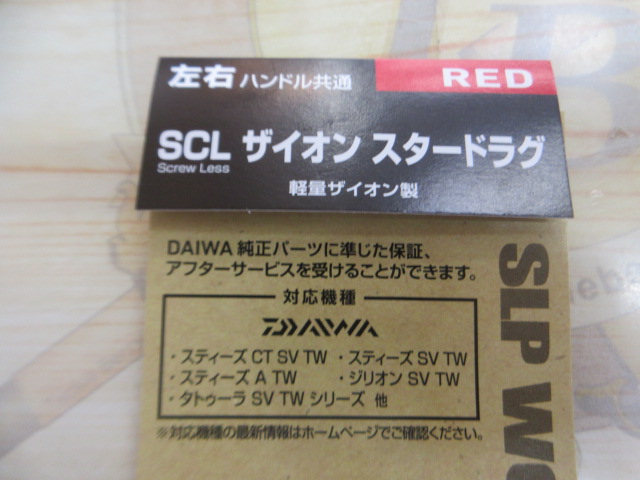 左右 ハンドル共通 RED
SCL ザイオン スタードラグ
Screw Less
軽量ザイオン製
DAIWA 純正パーツに準じた保証、
アフターサービスを受けることができます。
対応機種
DAIWA
・スティーズ CT SV TW ・スティーズ SV TW
・スティーズ A TW ・ジリオン SV TW
・タトゥーラ SV TW シリーズ 他
※対応機種の最新情報はホームページでご確認ください。
SLP WO